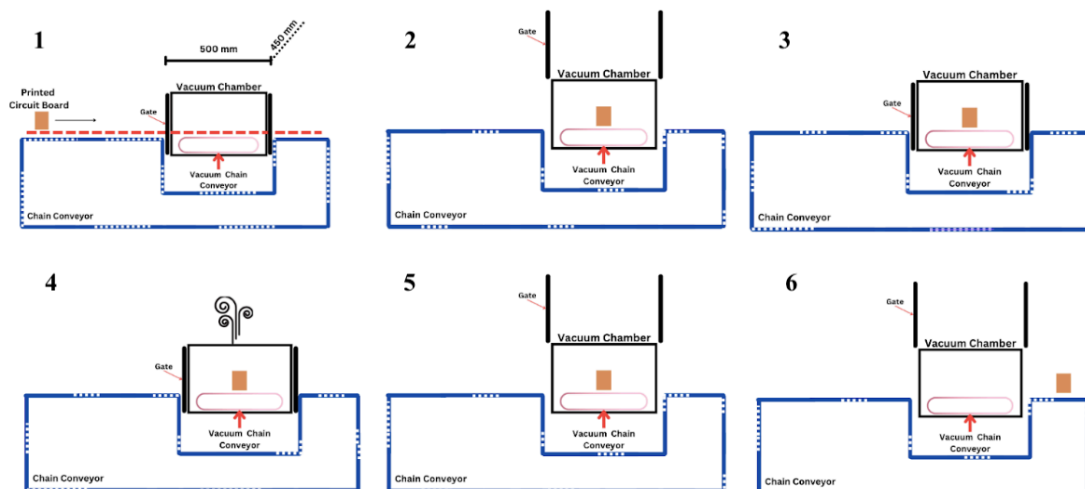 1
500 mm
450 mm
Printed
Circuit Board
Vacuum Chamber
Gate
Vacuum Chain
Conveyor
Chain Conveyor
2
Gate
Vacuum Chamber
Vacuum Chain
Conveyor
Chain Conveyor
3
Vacuum Chamber
Gate
Vacuum Chain
Conveyor
Chain Conveyor
4
Gate
Vacuum Chain
Conveyor
Chain Conveyor
5
Gate
Vacuum Chamber
Vacuum Chain
Conveyor
Chain Conveyor
6
Gate
Vacuum Chamber
Vacuum Chain
Conveyor
Chain Conveyor